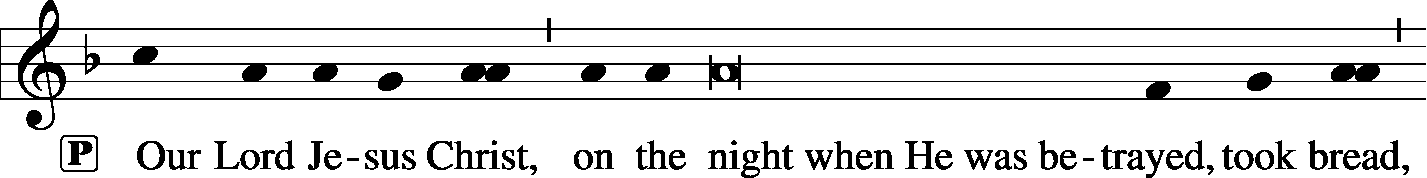 P Our Lord Je-sus Christ, on the night when He was be-trayed, took bread,